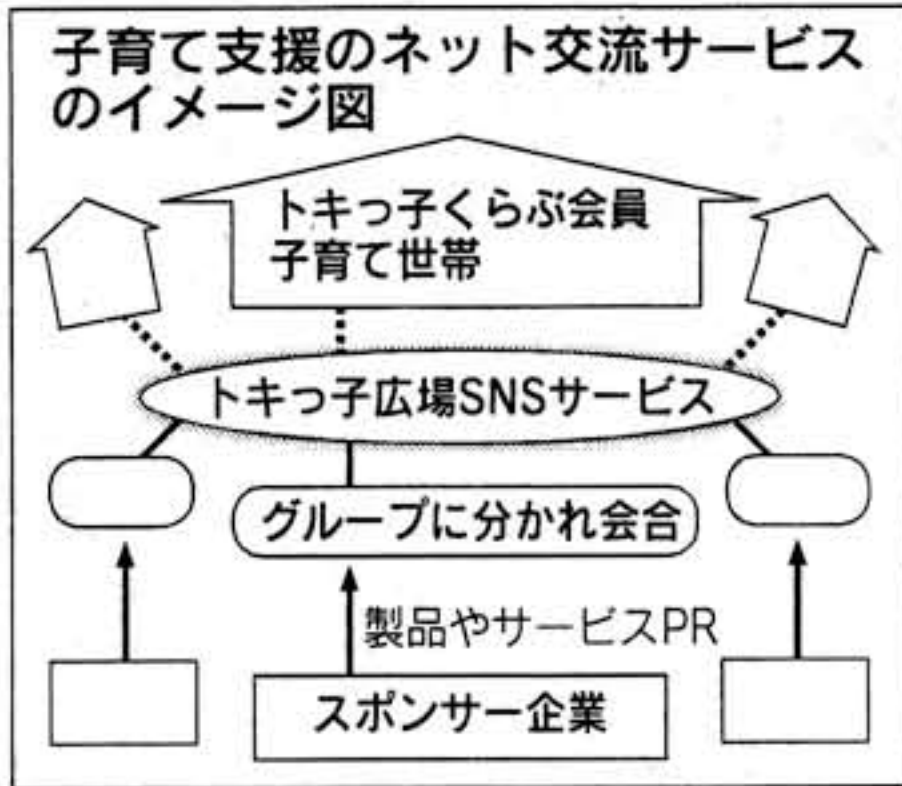 子育て支援のネット交流サービス
のイメージ図
トキっ子くらぶ会員
子育て世帯
トキっ子広場SNSサービス
グループに分かれ会合
製品やサービスPR
スポンサー企業